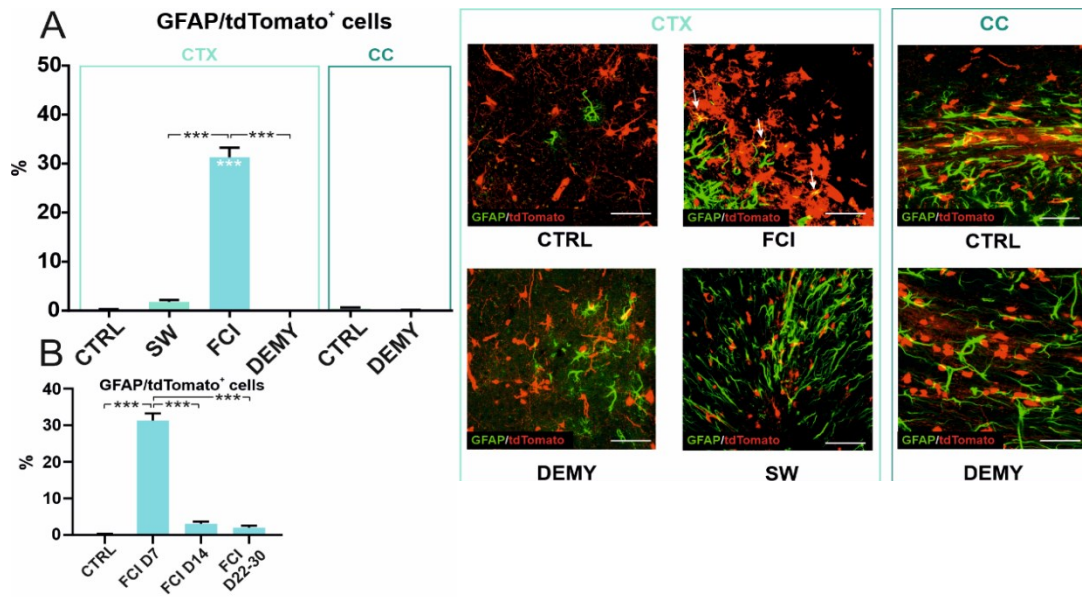 A
GFAP/tdTomato⁺ cells
CTX
CC
50
40
30
20
10
0
%
*** ***
***
CTRL
SW
FCI
DEMY
CTRL
DEMY
B
GFAP/tdTomato⁺ cells
40
30
20
10
0
%
*** *** ***
CTRL
FCI D7
FCI D14
FCI
D22-30
CTX
GFAP/tdTomato
CTRL
GFAP/tdTomato
FCI
GFAP/tdTomato
DEMY
GFAP/tdTomato
SW
CC
GFAP/tdTomato
CTRL
GFAP/tdTomato
DEMY